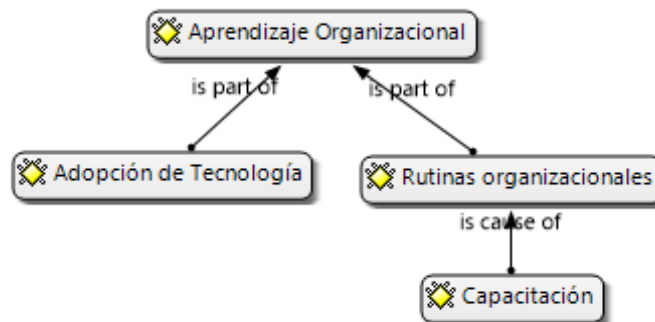 Aprendizaje Organizacional
is part of
is part of
Adopción de Tecnología
Rutinas organizacionales
is cause of
Capacitación